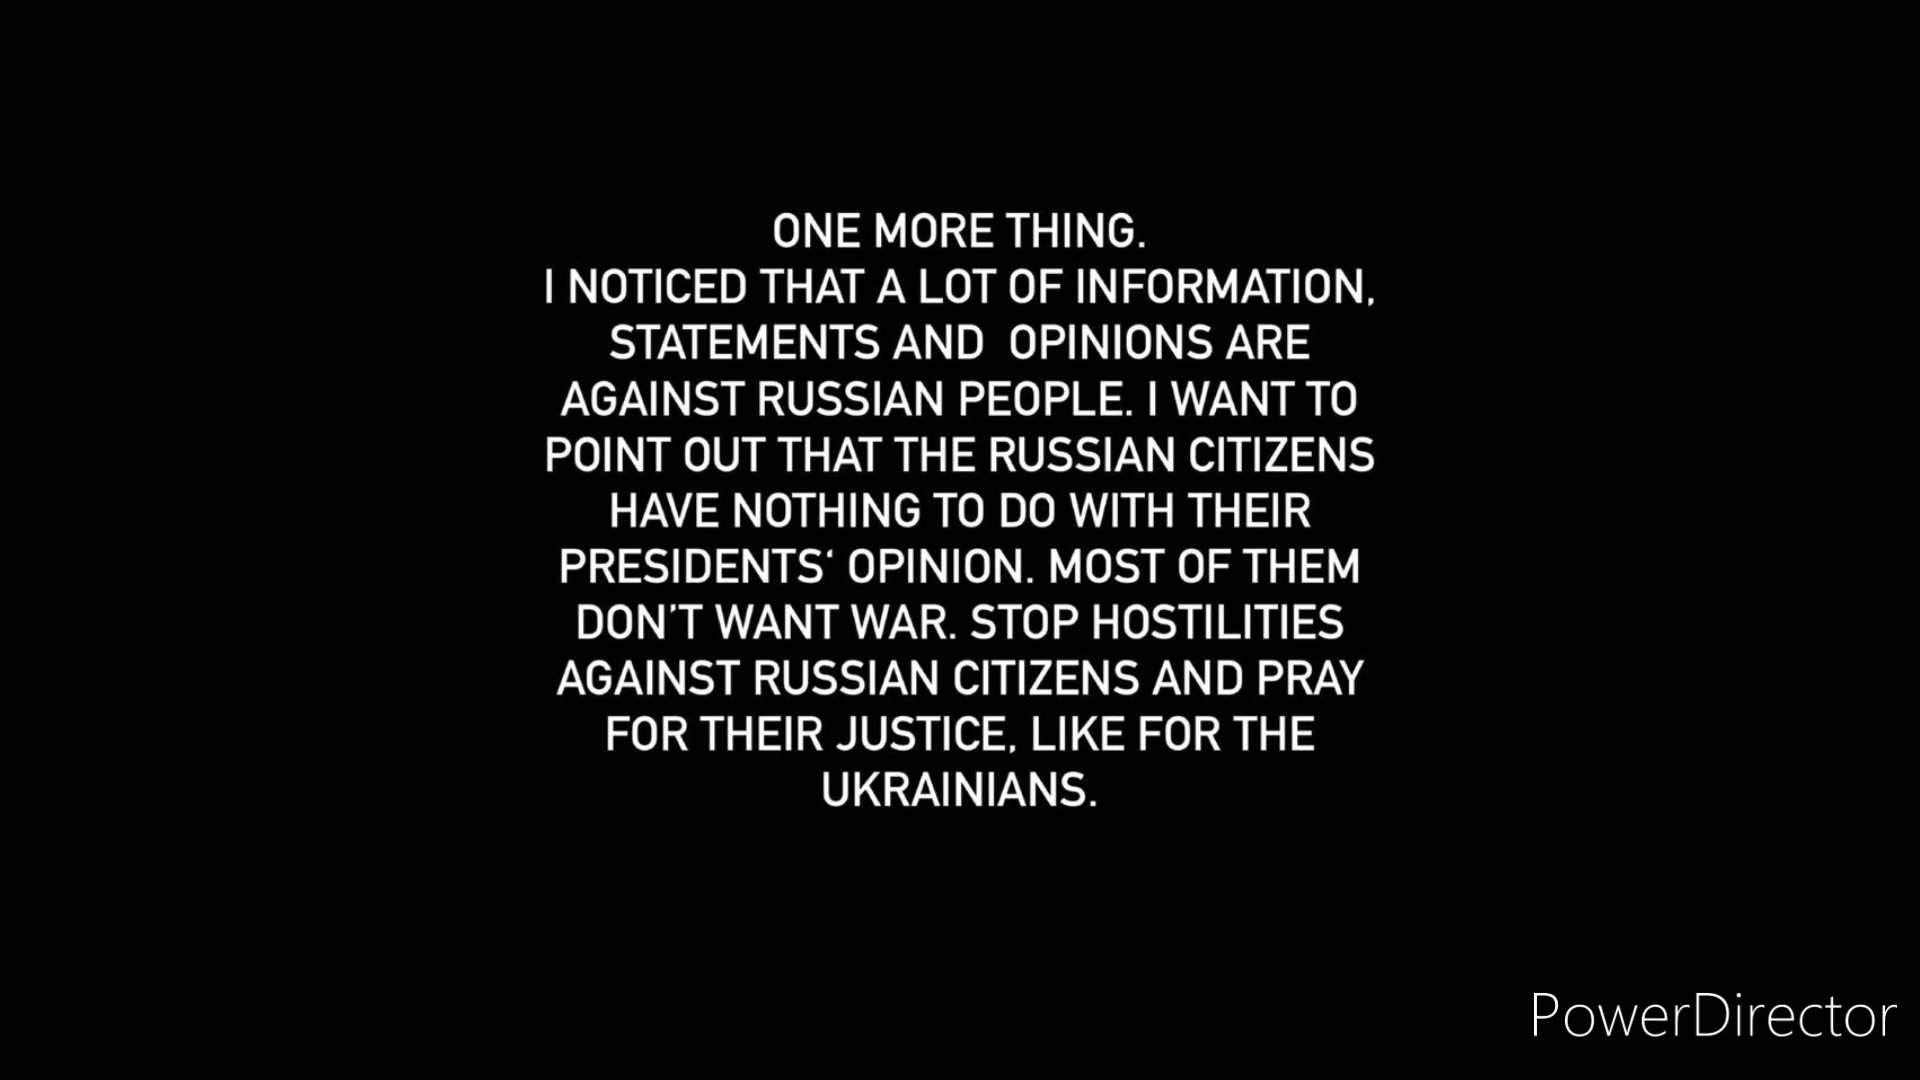 ONE MORE THING.
I NOTICED THAT A LOT OF INFORMATION,
STATEMENTS AND  OPINIONS ARE
AGAINST RUSSIAN PEOPLE. I WANT TO
POINT OUT THAT THE RUSSIAN CITIZENS
HAVE NOTHING TO DO WITH THEIR
PRESIDENTS‘ OPINION. MOST OF THEM
DON’T WANT WAR. STOP HOSTILITIES
AGAINST RUSSIAN CITIZENS AND PRAY
FOR THEIR JUSTICE, LIKE FOR THE
UKRAINIANS.
PowerDirector